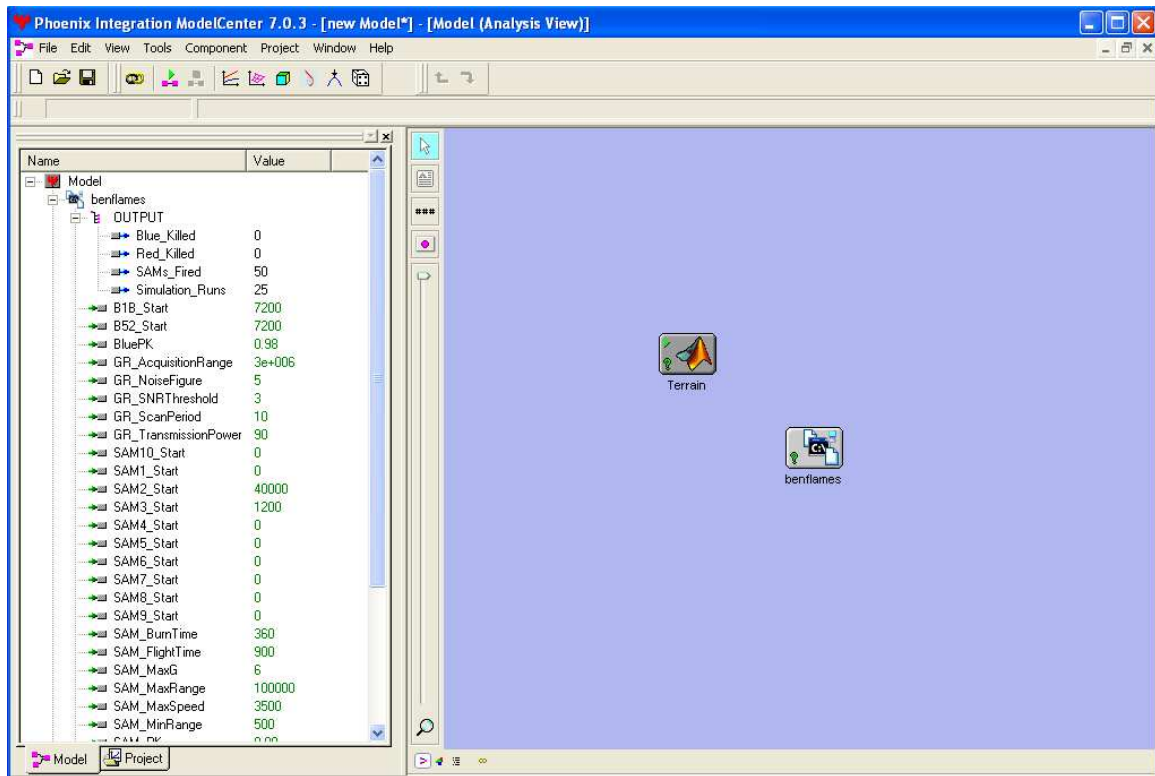 Phoenix Integration ModelCenter 7.0.3 - [new Model*] - [Model (Analysis View)]
File Edit View Tools Component Project Window Help
Name Value
Model
benflames
OUTPUT
Blue_Killed 0
Red_Killed 0
SAMs_Fired 50
Simulation_Runs 25
B1B_Start 7200
B52_Start 7200
BluePK 0.98
GR_AcquisitionRange 3e+006
GR_NoiseFigure 5
GR_SNRThreshold 3
GR_ScanPeriod 10
GR_TransmissionPower 90
SAM10_Start 0
SAM1_Start 0
SAM2_Start 40000
SAM3_Start 1200
SAM4_Start 0
SAM5_Start 0
SAM6_Start 0
SAM7_Start 0
SAM8_Start 0
SAM9_Start 0
SAM_BurnTime 360
SAM_FlightTime 900
SAM_MaxG 6
SAM_MaxRange 100000
SAM_MaxSpeed 3500
SAM_MinRange 500
Model Project
###
Terrain
C:\
benflames